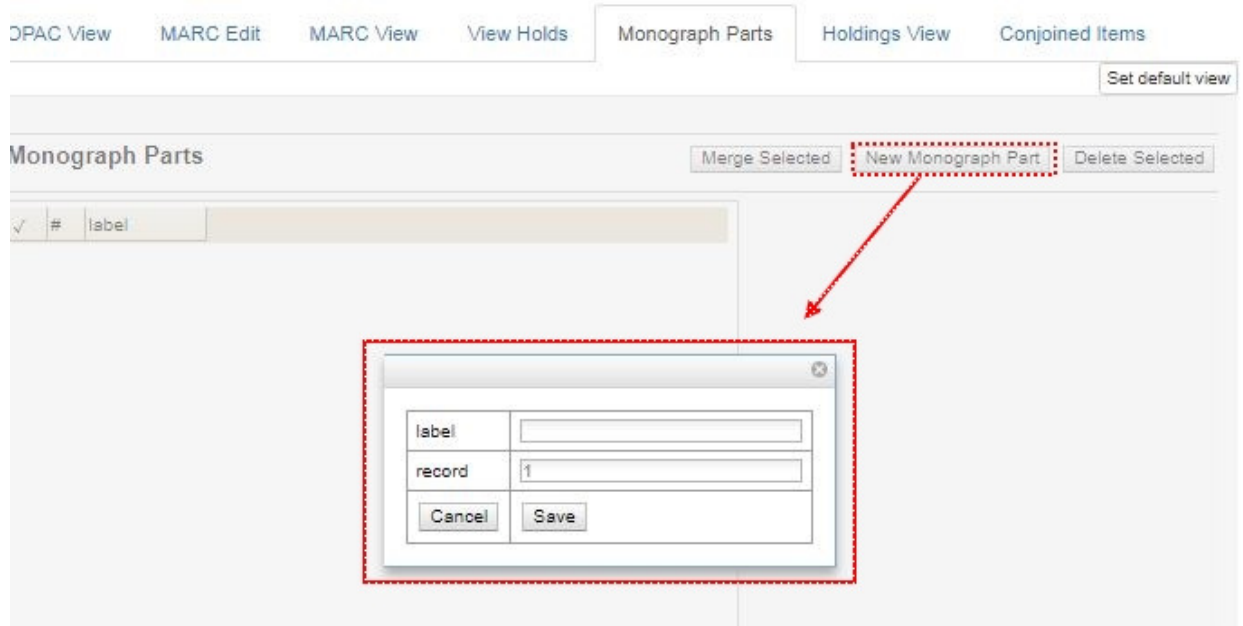 OPAC View MARC Edit MARC View View Holds Monograph Parts Holdings View Conjoined Items
Set default view
Monograph Parts Merge Selected New Monograph Part Delete Selected
✓ # label
label
record 1
Cancel Save